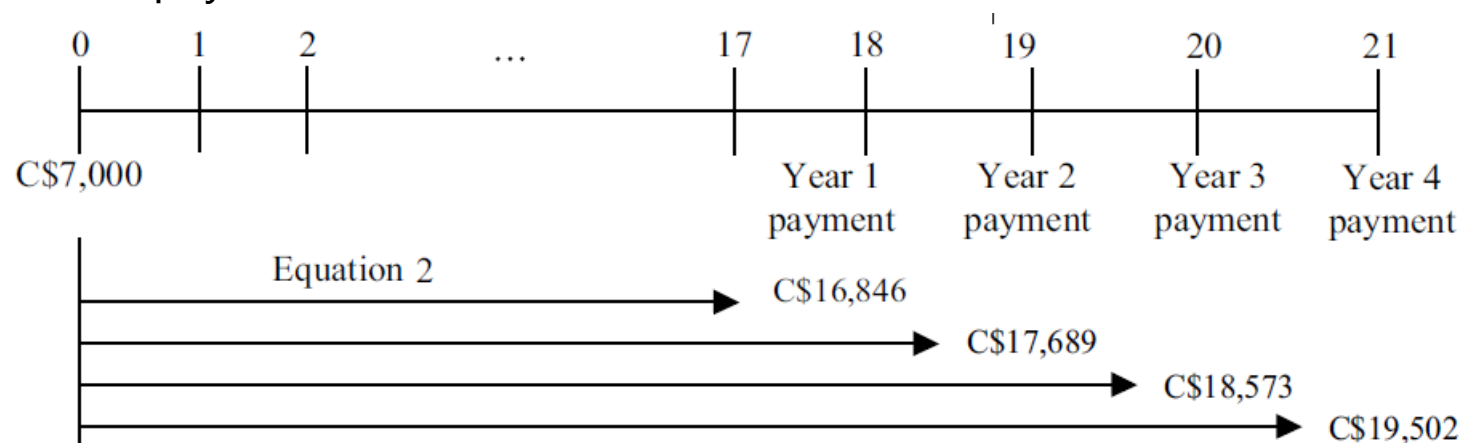 0 1 2 ... 17 18 19 20 21
C$7,000
Year 1 payment
Year 2 payment
Year 3 payment
Year 4 payment
Equation 2
C$16,846
C$17,689
C$18,573
C$19,502